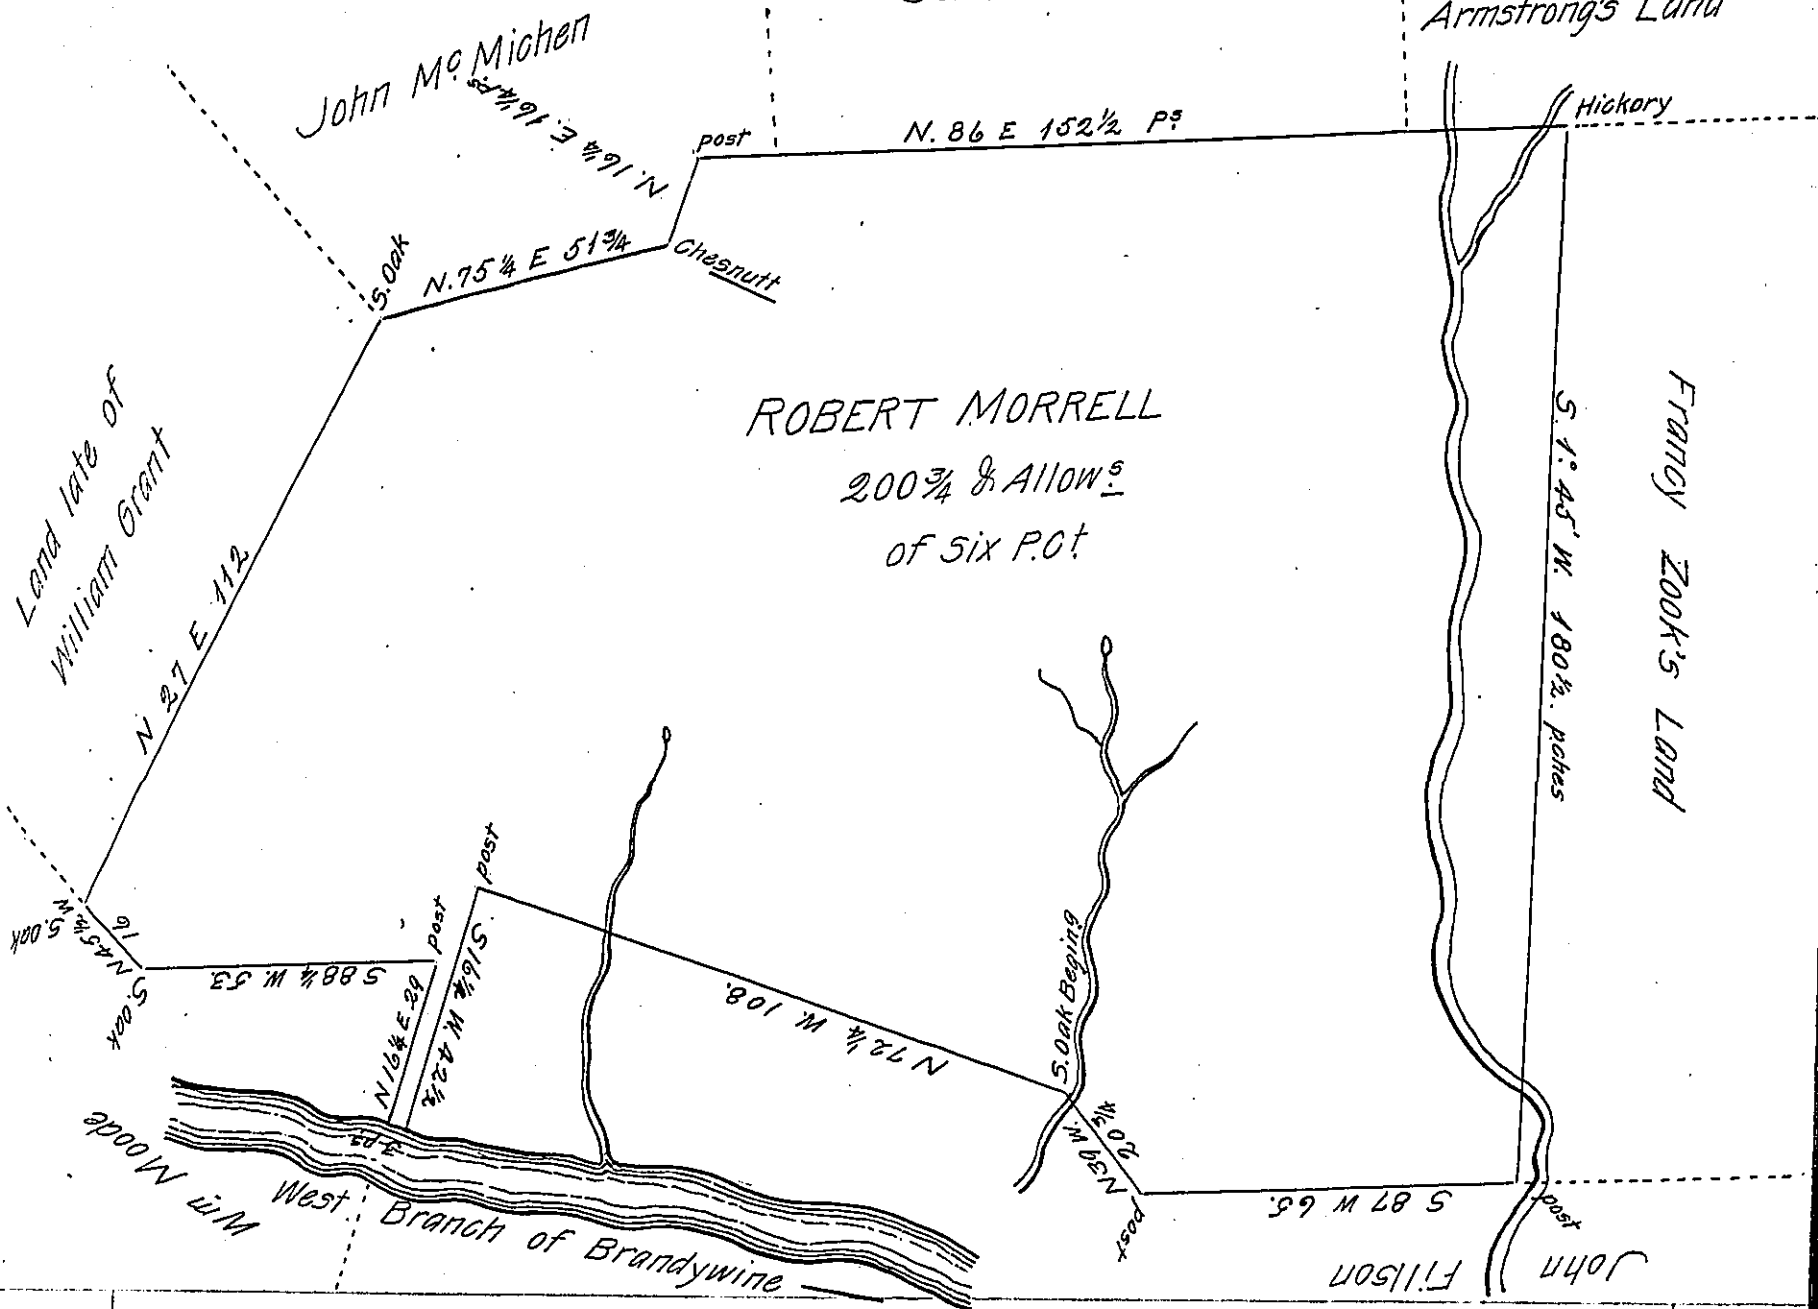 Armstrong's Land
John Mc. Michen
N. 16¼ E. 16¼ ps
post
N. 86 E 152½ Ps.
Hickory
S. Oak
N. 75¼ E 51¾
Chesnutt
Land late of
William Grant
N 27 E 112
ROBERT MORRELL
200¾ & Allows.
of Six P.Ct.
S. 1° 45' W. 180½. pches
Francy Zook's Land
S. oak
N 45½ W
16
S. oak
S 88¼ W 53
post
N 16¼ E 29
post
S 16¼ W. 42½
3 ps
N 72¼ W. 108.
S. Oak Begining
N 39 W.
20¼
post
S 87 W 65.
post
Wm. Moode
West Branch of Brandywine
John Fillson